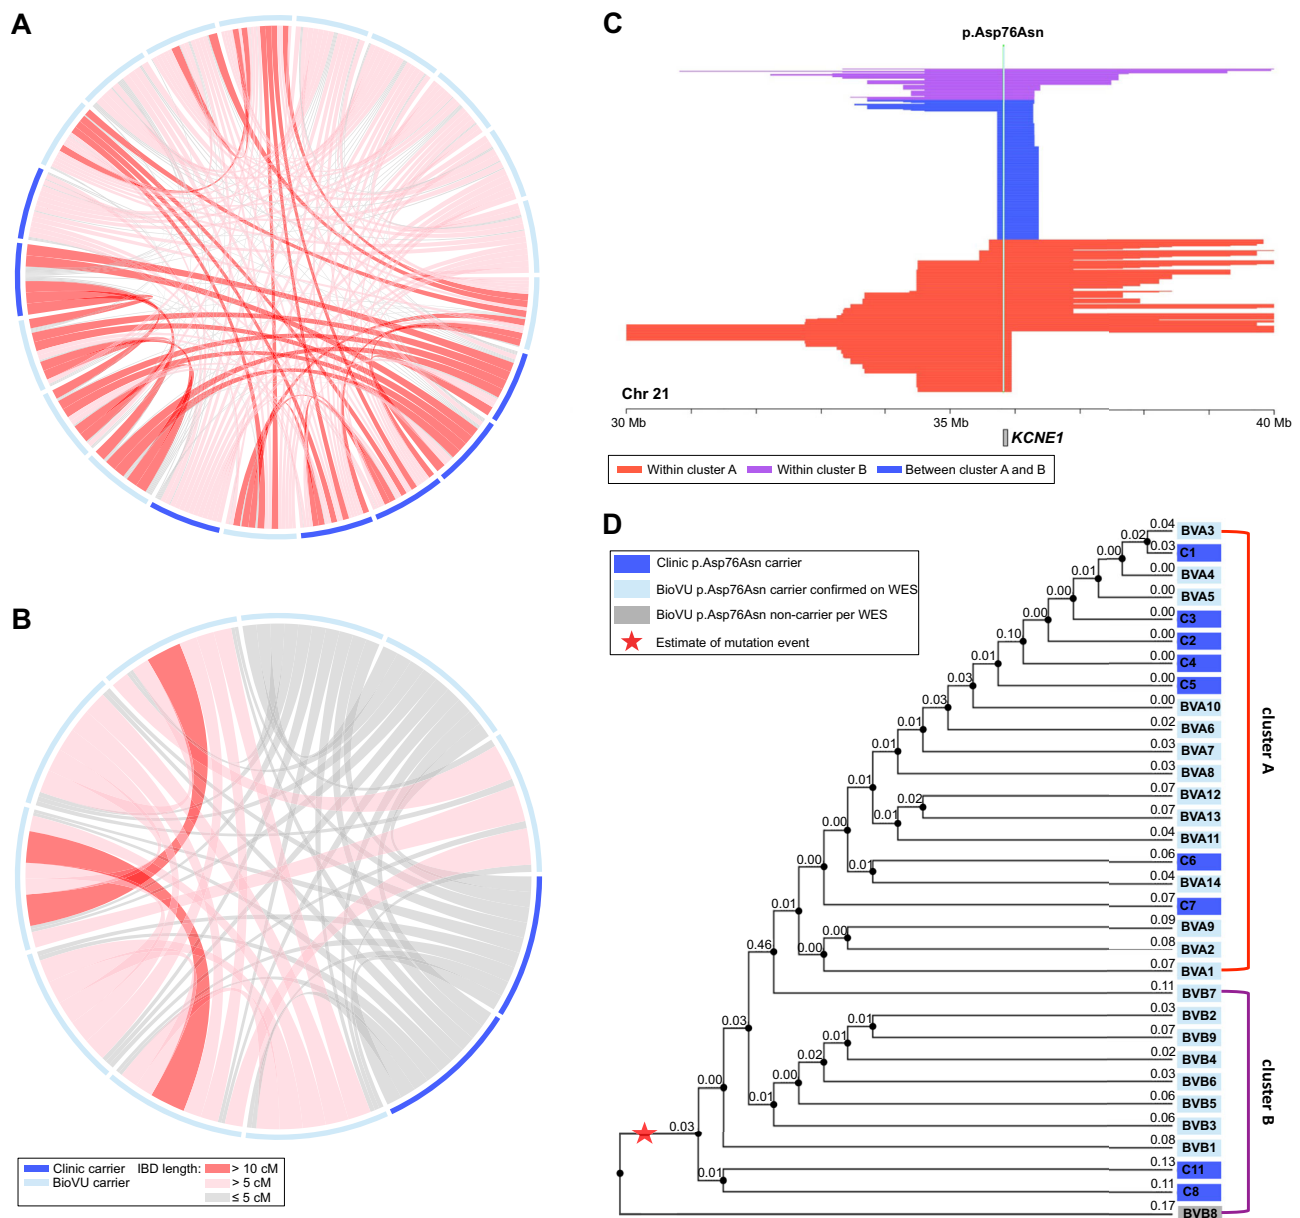 A
B
Clinic carrier
BioVU carrier
IBD length:
> 10 cM
> 5 cM
≤ 5 cM
C
p.Asp76Asn
Chr 21
30 Mb
35 Mb
40 Mb
KCNE1
Within cluster A
Within cluster B
Between cluster A and B
D
Clinic p.Asp76Asn carrier
BioVU p.Asp76Asn carrier confirmed on WES
BioVU p.Asp76Asn non-carrier per WES
Estimate of mutation event
0.04 BVA3
0.02
0.03 C1
0.00
0.00 BVA4
0.01
0.00 BVA5
0.00
0.00 C3
0.00
0.00 C2
0.10
0.00 C4
0.01
0.00 C5
0.03
0.00 BVA10
0.03
0.02 BVA6
0.01
0.03 BVA7
0.01
0.03 BVA8
0.01
0.07 BVA12
0.02
0.07 BVA13
0.01
0.04 BVA11
0.00
0.06 C6
0.01
0.04 BVA14
0.00
0.07 C7
0.01
0.09 BVA9
0.00
0.08 BVA2
0.00
0.07 BVA1
0.46
0.11 BVB7
0.03
0.03 BVB2
0.01
0.07 BVB9
0.01
0.02 BVB4
0.02
0.03 BVB6
0.00
0.06 BVB5
0.01
0.06 BVB3
0.00
0.08 BVB1
0.03
0.13 C11
0.01
0.11 C8
0.17 BVB8
cluster A
cluster B